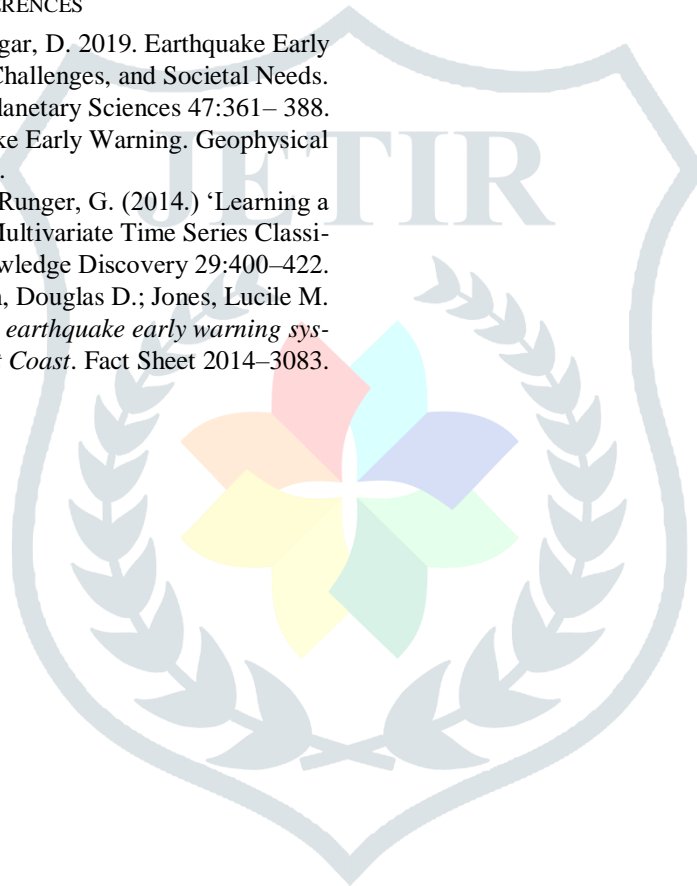 ERENCES
gar, D. 2019. Earthquake Early
Challenges, and Societal Needs.
lanetary Sciences 47:361– 388.
ke Early Warning. Geophysical
.
Runger, G. (2014.) ‘Learning a
Multivariate Time Series Classi-
wledge Discovery 29:400–422.
n, Douglas D.; Jones, Lucile M.
earthquake early warning sys-
t Coast. Fact Sheet 2014–3083.
JETIR